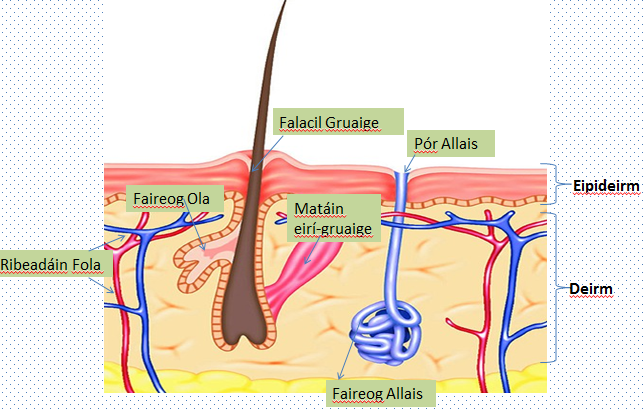 Falacil Gruaige
Pór Allais
Eipideirm
Faireog Ola
Matáin
eirí-gruaige
Ribeadáin Fola
Deirm
Faireog Allais